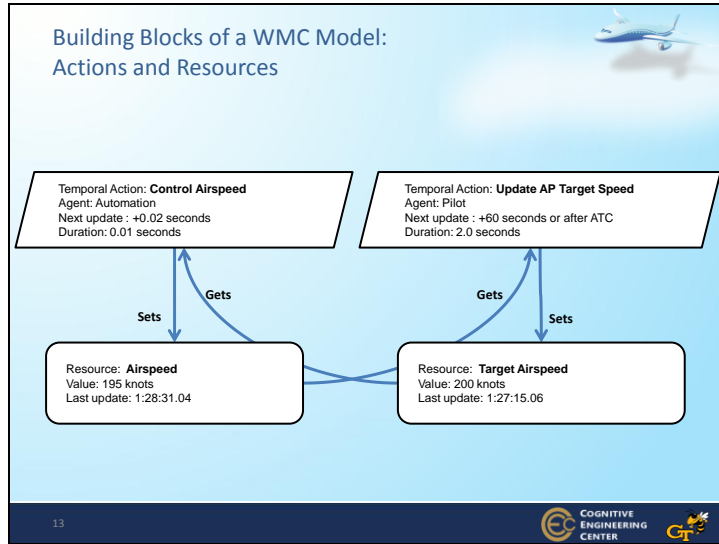 Building Blocks of a WMC Model:
Actions and Resources
Temporal Action: Control Airspeed
Agent: Automation
Next update : +0.02 seconds
Duration: 0.01 seconds
Temporal Action: Update AP Target Speed
Agent: Pilot
Next update : +60 seconds or after ATC
Duration: 2.0 seconds
Gets
Gets
Sets
Sets
Resource: Airspeed
Value: 195 knots
Last update: 1:28:31.04
Resource: Target Airspeed
Value: 200 knots
Last update: 1:27:15.06
13
COGNITIVE
ENGINEERING
CENTER
GT